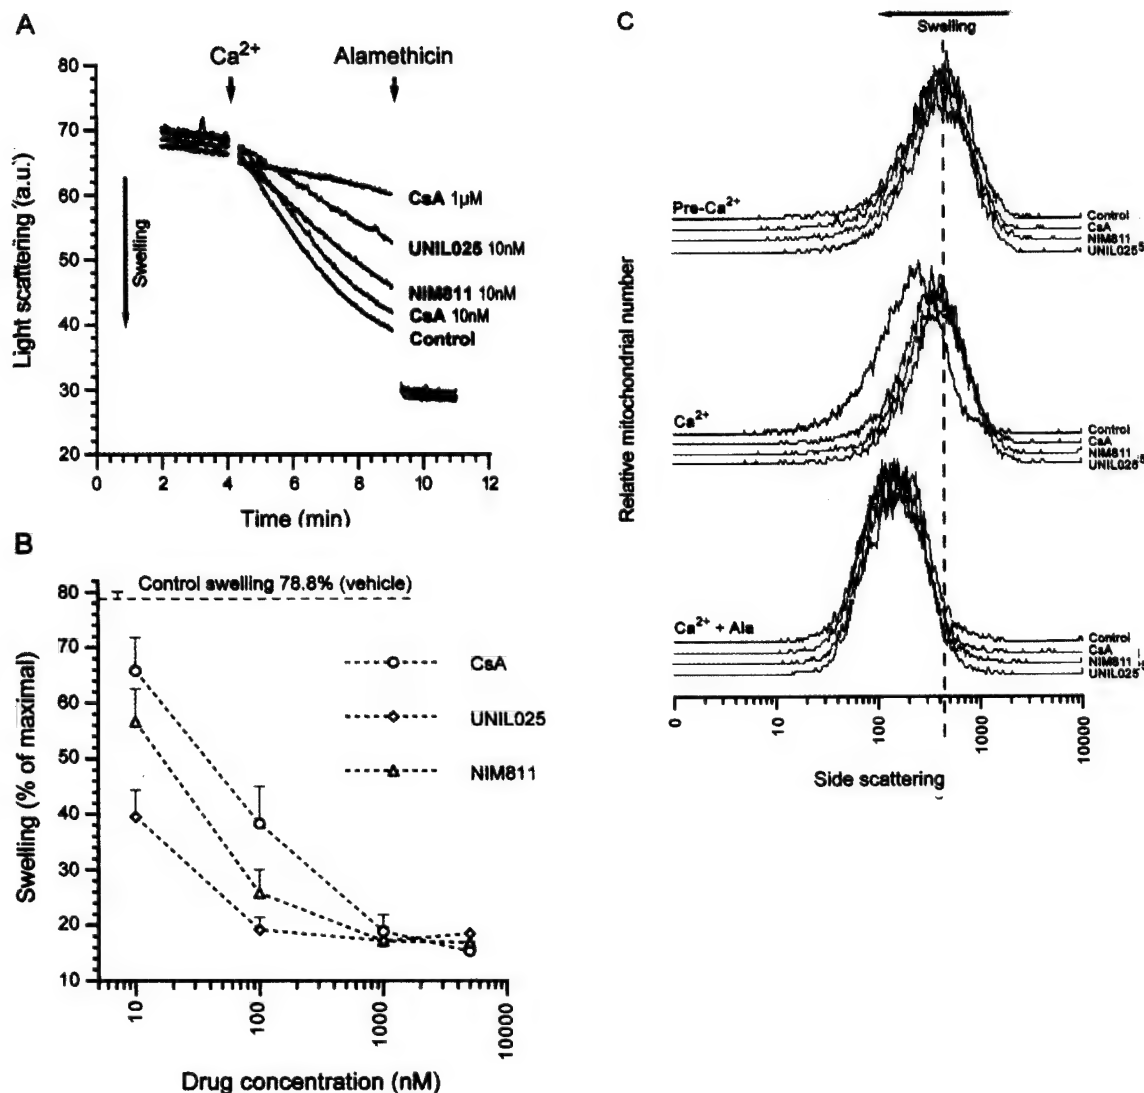 A
Ca2+
Alamethicin
80
70
60
50
40
30
20
Light scattering (a.u.)
Swelling
CsA 1µM
UNIL025 10nM
NIM811 10nM
CsA 10nM
Control
0
2
4
6
8
10
12
Time (min)
B
80
70
60
50
40
30
20
10
Swelling (% of maximal)
Control swelling 78.8% (vehicle)
CsA
UNIL025
NIM811
10
100
1000
10000
Drug concentration (nM)
C
Swelling
Relative mitochondrial number
Pre-Ca2+
Control
CsA
NIM811
UNIL025
Ca2+
Control
CsA
NIM811
UNIL025
Ca2+ + Ala
Control
CsA
NIM811
UNIL025
0
10
100
1000
10000
Side scattering